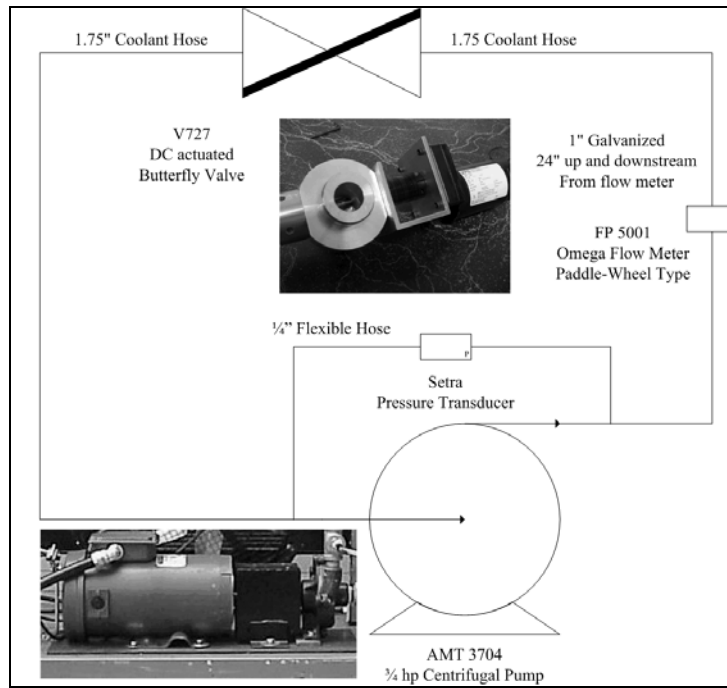 1.75" Coolant Hose
1.75 Coolant Hose
V727
DC actuated
Butterfly Valve
1" Galvanized
24" up and downstream
From flow meter
FP 5001
Omega Flow Meter
Paddle-Wheel Type
¼” Flexible Hose
P
Setra
Pressure Transducer
AMT 3704
¾ hp Centrifugal Pump